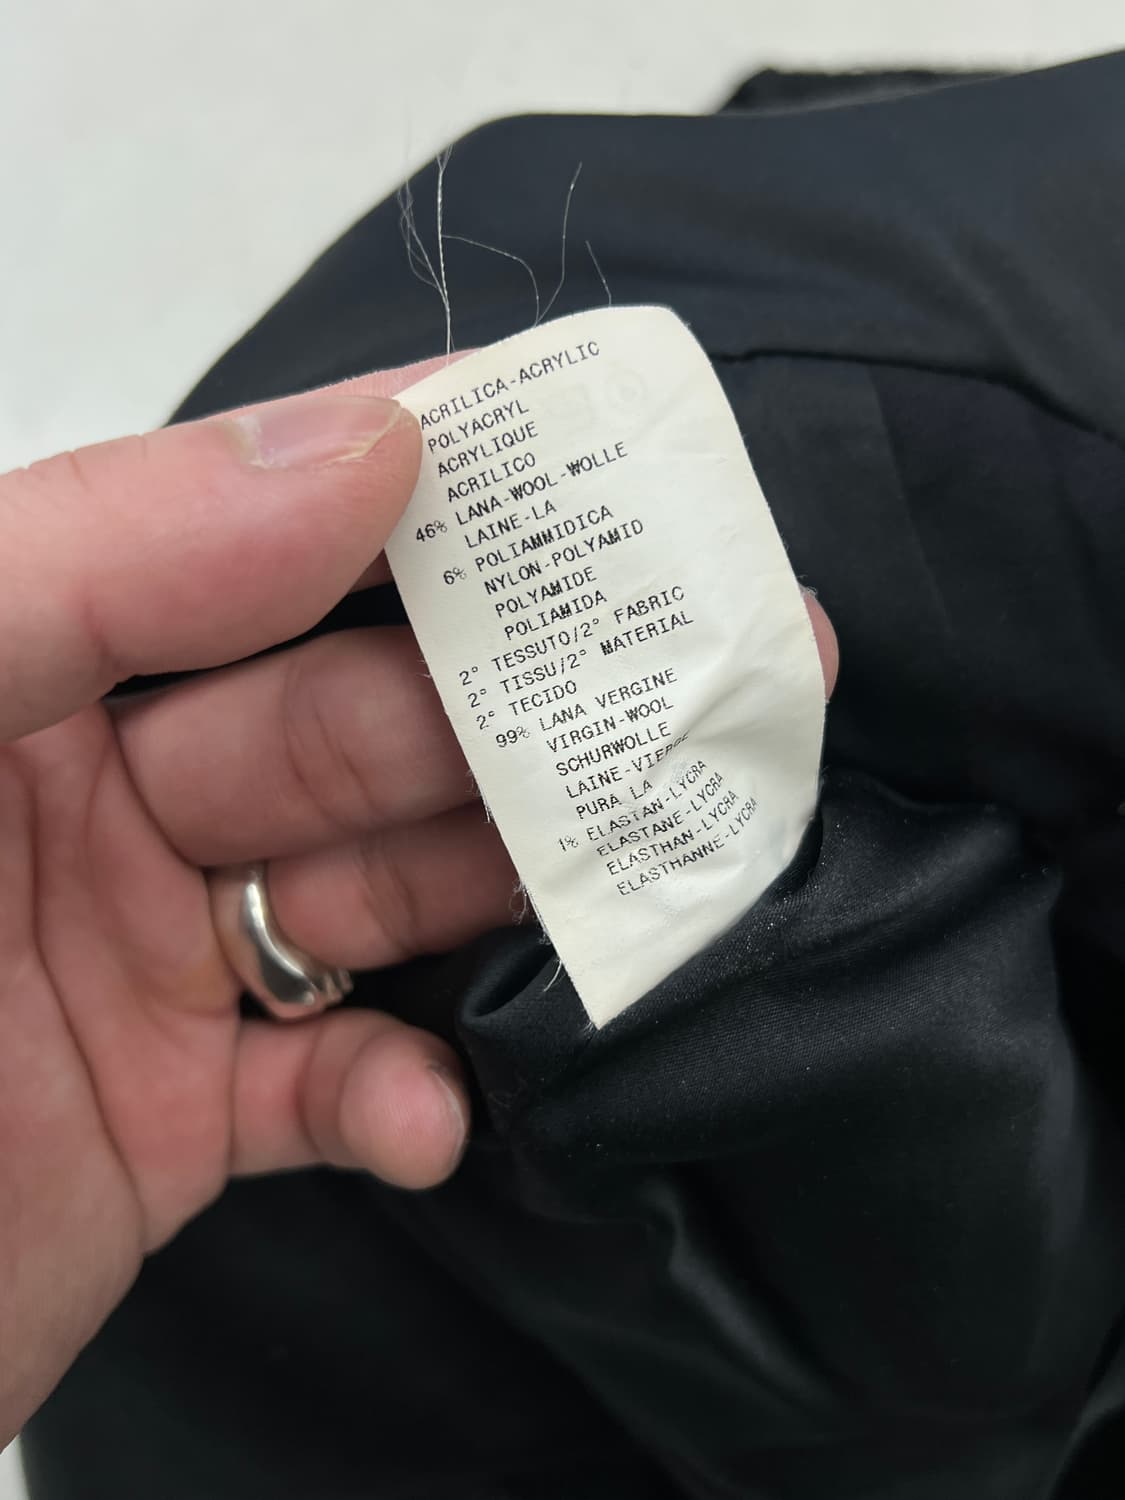 ACRILICA-ACRYLIC
POLYACRYL
ACRYLIQUE
ACRILICO
46% LANA-WOOL-WOLLE
LAINE-LA
6% POLIAMMIDICA
NYLON-POLYAMID
POLYAMIDE
POLIAMIDA
2° TESSUTO/2° FABRIC
2° TISSU/2° MATERIAL
2° TECIDO
99% LANA VERGINE
VIRGIN-WOOL
SCHURWOLLE
LAINE-VIERGE
PURA LA
1% ELASTAN-LYCRA
ELASTANE-LYCRA
ELASTHAN-LYCRA
ELASTHANNE-LYCRA